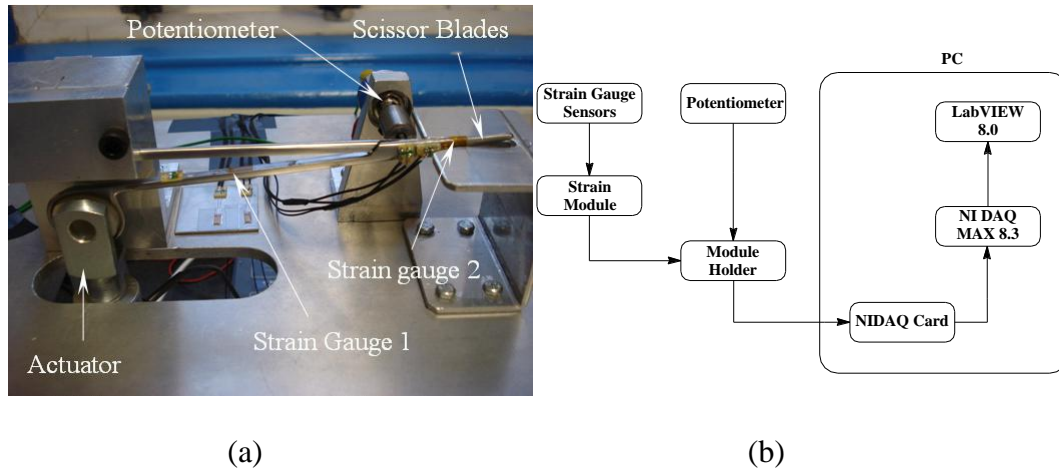 Potentiometer
Scissor Blades
Strain gauge 2
Strain Gauge 1
Actuator
PC
Strain Gauge
Sensors
Potentiometer
LabVIEW
8.0
Strain
Module
NI DAQ
MAX 8.3
Module
Holder
NIDAQ Card
(a)
(b)